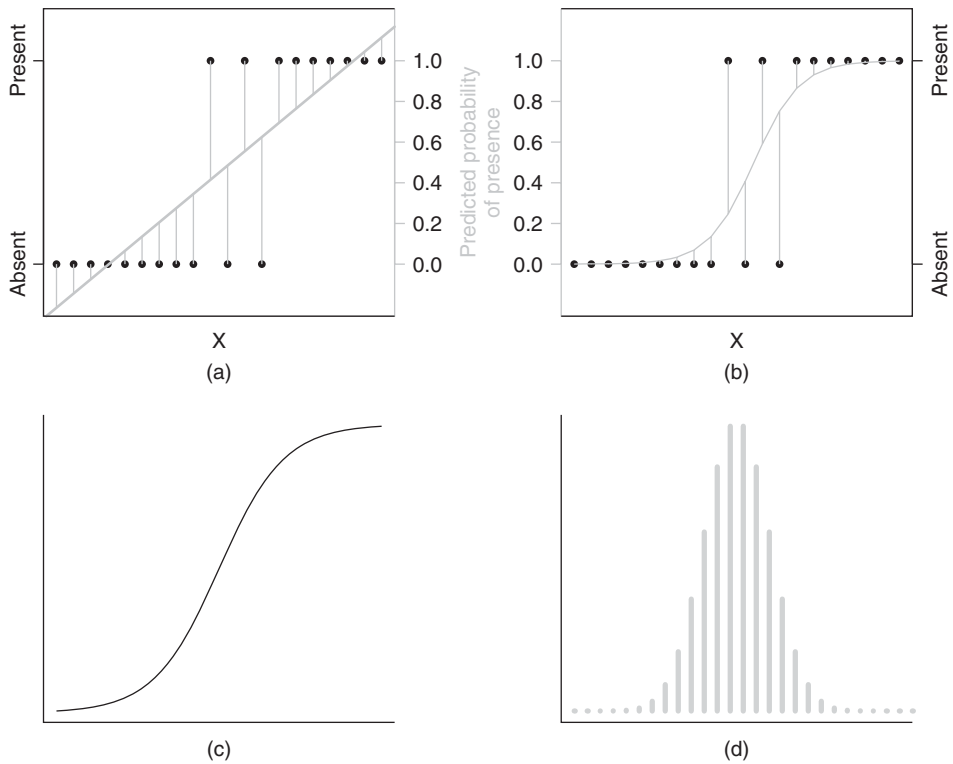 Present
Absent
1.0
0.8
0.6
0.4
0.2
0.0
Predicted probability
of presence
X
(a)
1.0
0.8
0.6
0.4
0.2
0.0
Present
Absent
X
(b)
(c)
(d)